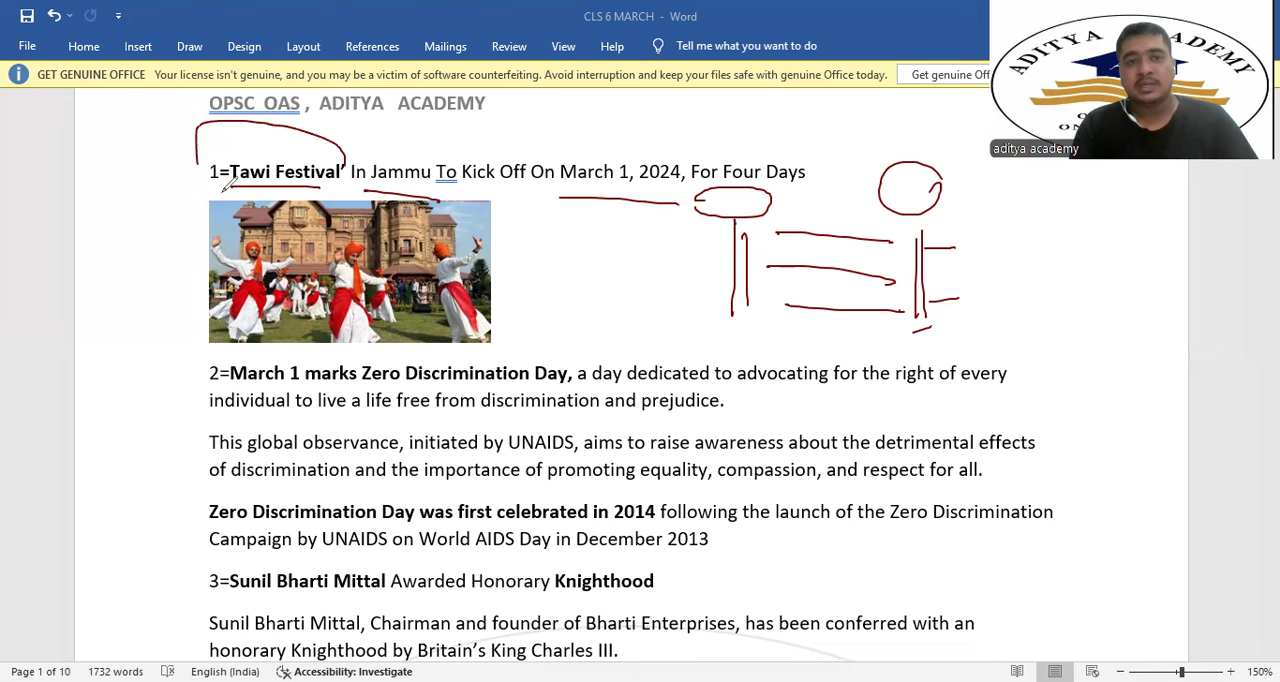 CLS 6 MARCH - Word
File Home Insert Draw Design Layout References Mailings Review View Help Tell me what you want to do
GET GENUINE OFFICE Your license isn't genuine, and you may be a victim of software counterfeiting. Avoid interruption and keep your files safe with genuine Office today. Get genuine Off
ADITYA ACADEMY
aditya academy
OPSC OAS , ADITYA ACADEMY
1=Tawi Festival’ In Jammu To Kick Off On March 1, 2024, For Four Days
2=March 1 marks Zero Discrimination Day, a day dedicated to advocating for the right of every
individual to live a life free from discrimination and prejudice.
This global observance, initiated by UNAIDS, aims to raise awareness about the detrimental effects
of discrimination and the importance of promoting equality, compassion, and respect for all.
Zero Discrimination Day was first celebrated in 2014 following the launch of the Zero Discrimination
Campaign by UNAIDS on World AIDS Day in December 2013
3=Sunil Bharti Mittal Awarded Honorary Knighthood
Sunil Bharti Mittal, Chairman and founder of Bharti Enterprises, has been conferred with an
honorary Knighthood by Britain’s King Charles III.
Page 1 of 10 1732 words English (India) Accessibility: Investigate 150%